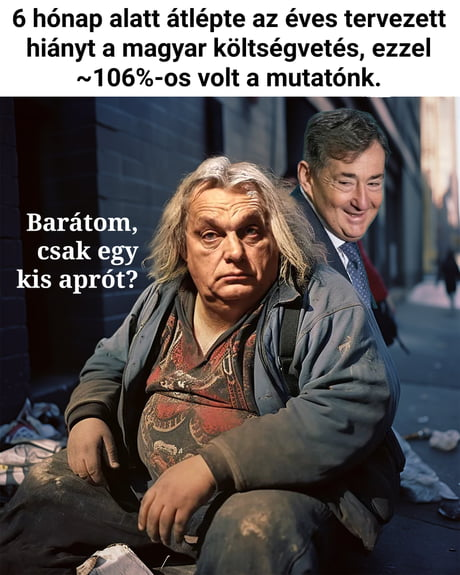 6 hónap alatt átlépte az éves tervezett
hiányt a magyar költségvetés, ezzel
~106%-os volt a mutatónk.
Barátom,
csak egy
kis aprót?